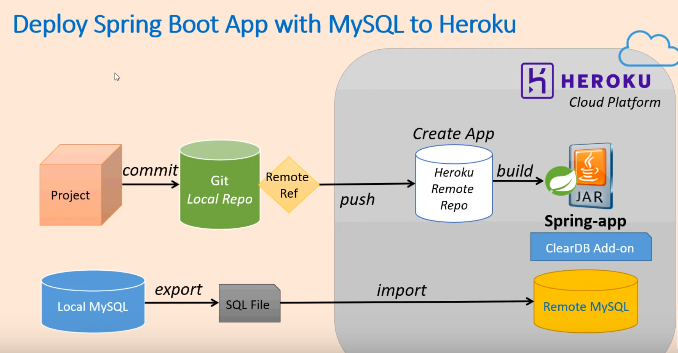 Deploy Spring Boot App with MySQL to Heroku
HEROKU
Cloud Platform
Create App
Project
commit
Git
Local Repo
Remote
Ref
push
Heroku
Remote
Repo
build
JAR
Spring-app
ClearDB Add-on
Local MySQL
export
SQL File
import
Remote MySQL